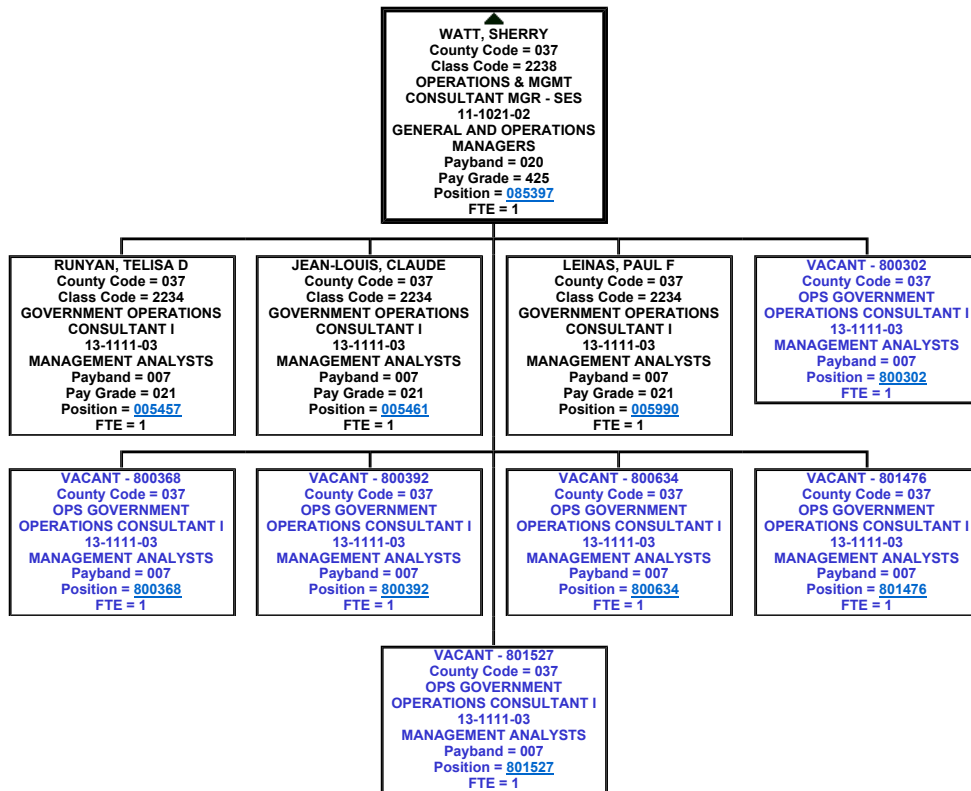 WATT, SHERRY
County Code = 037
Class Code = 2238
OPERATIONS & MGMT
CONSULTANT MGR - SES
11-1021-02
GENERAL AND OPERATIONS
MANAGERS
Payband = 020
Pay Grade = 425
Position = 085397
FTE = 1
RUNYAN, TELISA D
County Code = 037
Class Code = 2234
GOVERNMENT OPERATIONS
CONSULTANT I
13-1111-03
MANAGEMENT ANALYSTS
Payband = 007
Pay Grade = 021
Position = 005457
FTE = 1
JEAN-LOUIS, CLAUDE
County Code = 037
Class Code = 2234
GOVERNMENT OPERATIONS
CONSULTANT I
13-1111-03
MANAGEMENT ANALYSTS
Payband = 007
Pay Grade = 021
Position = 005461
FTE = 1
LEINAS, PAUL F
County Code = 037
Class Code = 2234
GOVERNMENT OPERATIONS
CONSULTANT I
13-1111-03
MANAGEMENT ANALYSTS
Payband = 007
Pay Grade = 021
Position = 005990
FTE = 1
VACANT - 800302
County Code = 037
OPS GOVERNMENT
OPERATIONS CONSULTANT I
13-1111-03
MANAGEMENT ANALYSTS
Payband = 007
Position = 800302
FTE = 1
VACANT - 800368
County Code = 037
OPS GOVERNMENT
OPERATIONS CONSULTANT I
13-1111-03
MANAGEMENT ANALYSTS
Payband = 007
Position = 800368
FTE = 1
VACANT - 800392
County Code = 037
OPS GOVERNMENT
OPERATIONS CONSULTANT I
13-1111-03
MANAGEMENT ANALYSTS
Payband = 007
Position = 800392
FTE = 1
VACANT - 800634
County Code = 037
OPS GOVERNMENT
OPERATIONS CONSULTANT I
13-1111-03
MANAGEMENT ANALYSTS
Payband = 007
Position = 800634
FTE = 1
VACANT - 801476
County Code = 037
OPS GOVERNMENT
OPERATIONS CONSULTANT I
13-1111-03
MANAGEMENT ANALYSTS
Payband = 007
Position = 801476
FTE = 1
VACANT - 801527
County Code = 037
OPS GOVERNMENT
OPERATIONS CONSULTANT I
13-1111-03
MANAGEMENT ANALYSTS
Payband = 007
Position = 801527
FTE = 1